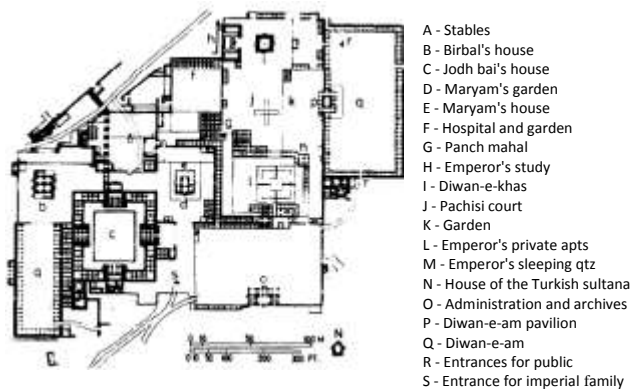 A - Stables
B - Birbal's house
C - Jodh bai's house
D - Maryam's garden
E - Maryam's house
F - Hospital and garden
G - Panch mahal
H - Emperor's study
I - Diwan-e-khas
J - Pachisi court
K - Garden
L - Emperor's private apts
M - Emperor's sleeping qtz
N - House of the Turkish sultana
O - Administration and archives
P - Diwan-e-am pavilion
Q - Diwan-e-am
R - Entrances for public
S - Entrance for imperial family
r
f
j
k
p
q
g
n
e
d
b
c
a
s
o
N